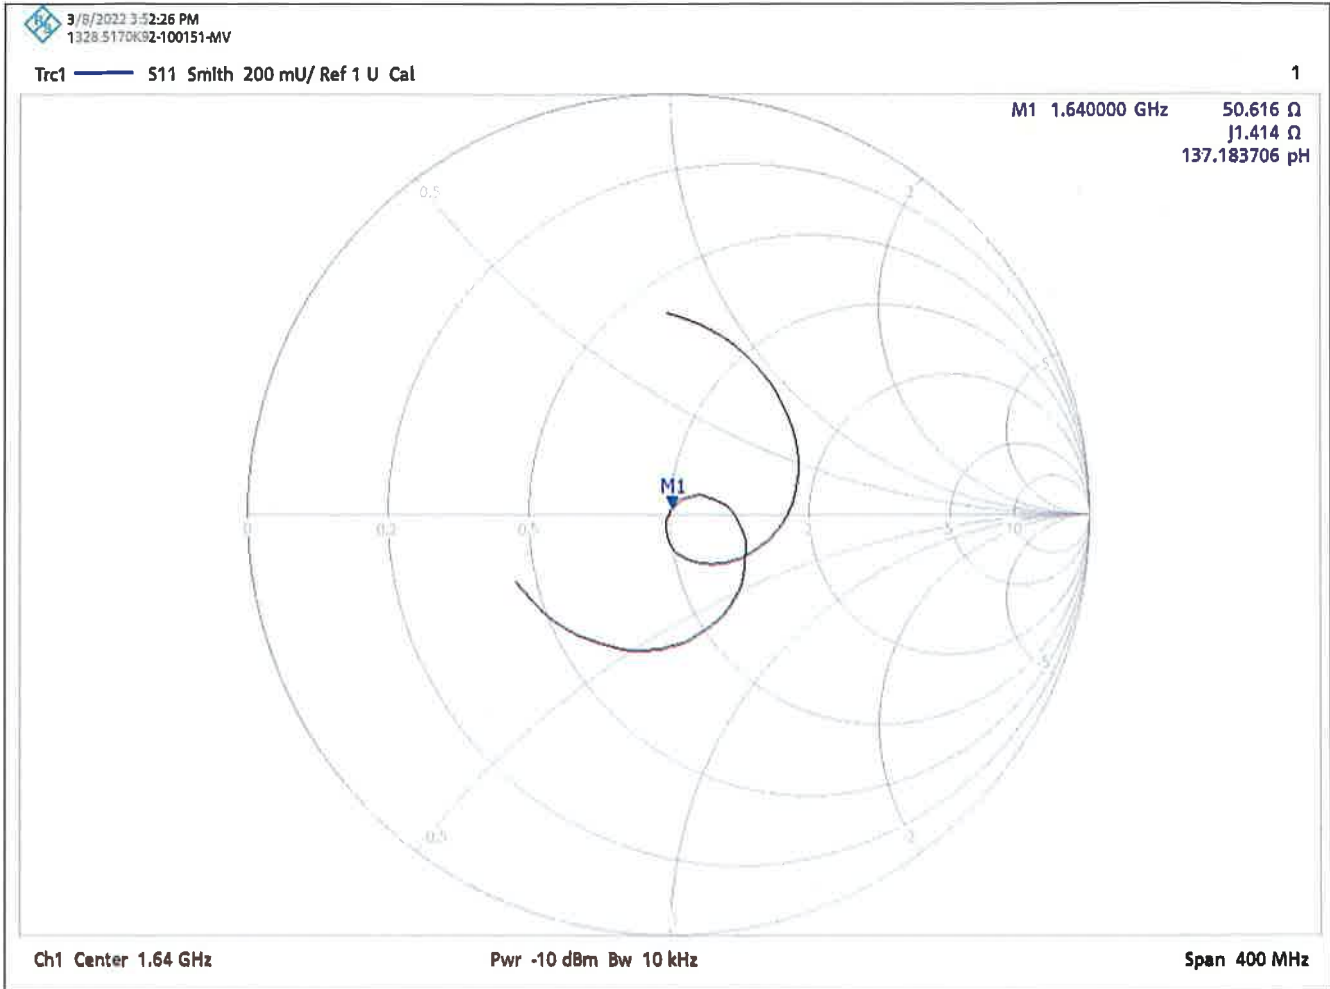 3/8/2022 3:52:26 PM
1328.5170K92-100151-MV
Trc1 S11 Smith 200 mU/ Ref 1 U Cal
1
M1 1.640000 GHz 50.616 Ω
J1.414 Ω
137.183706 pH
0.5
2
5
M1
0
0.2
0.5
2
5
10
-5
-0.5
-2
Ch1 Center 1.64 GHz
Pwr -10 dBm Bw 10 kHz
Span 400 MHz